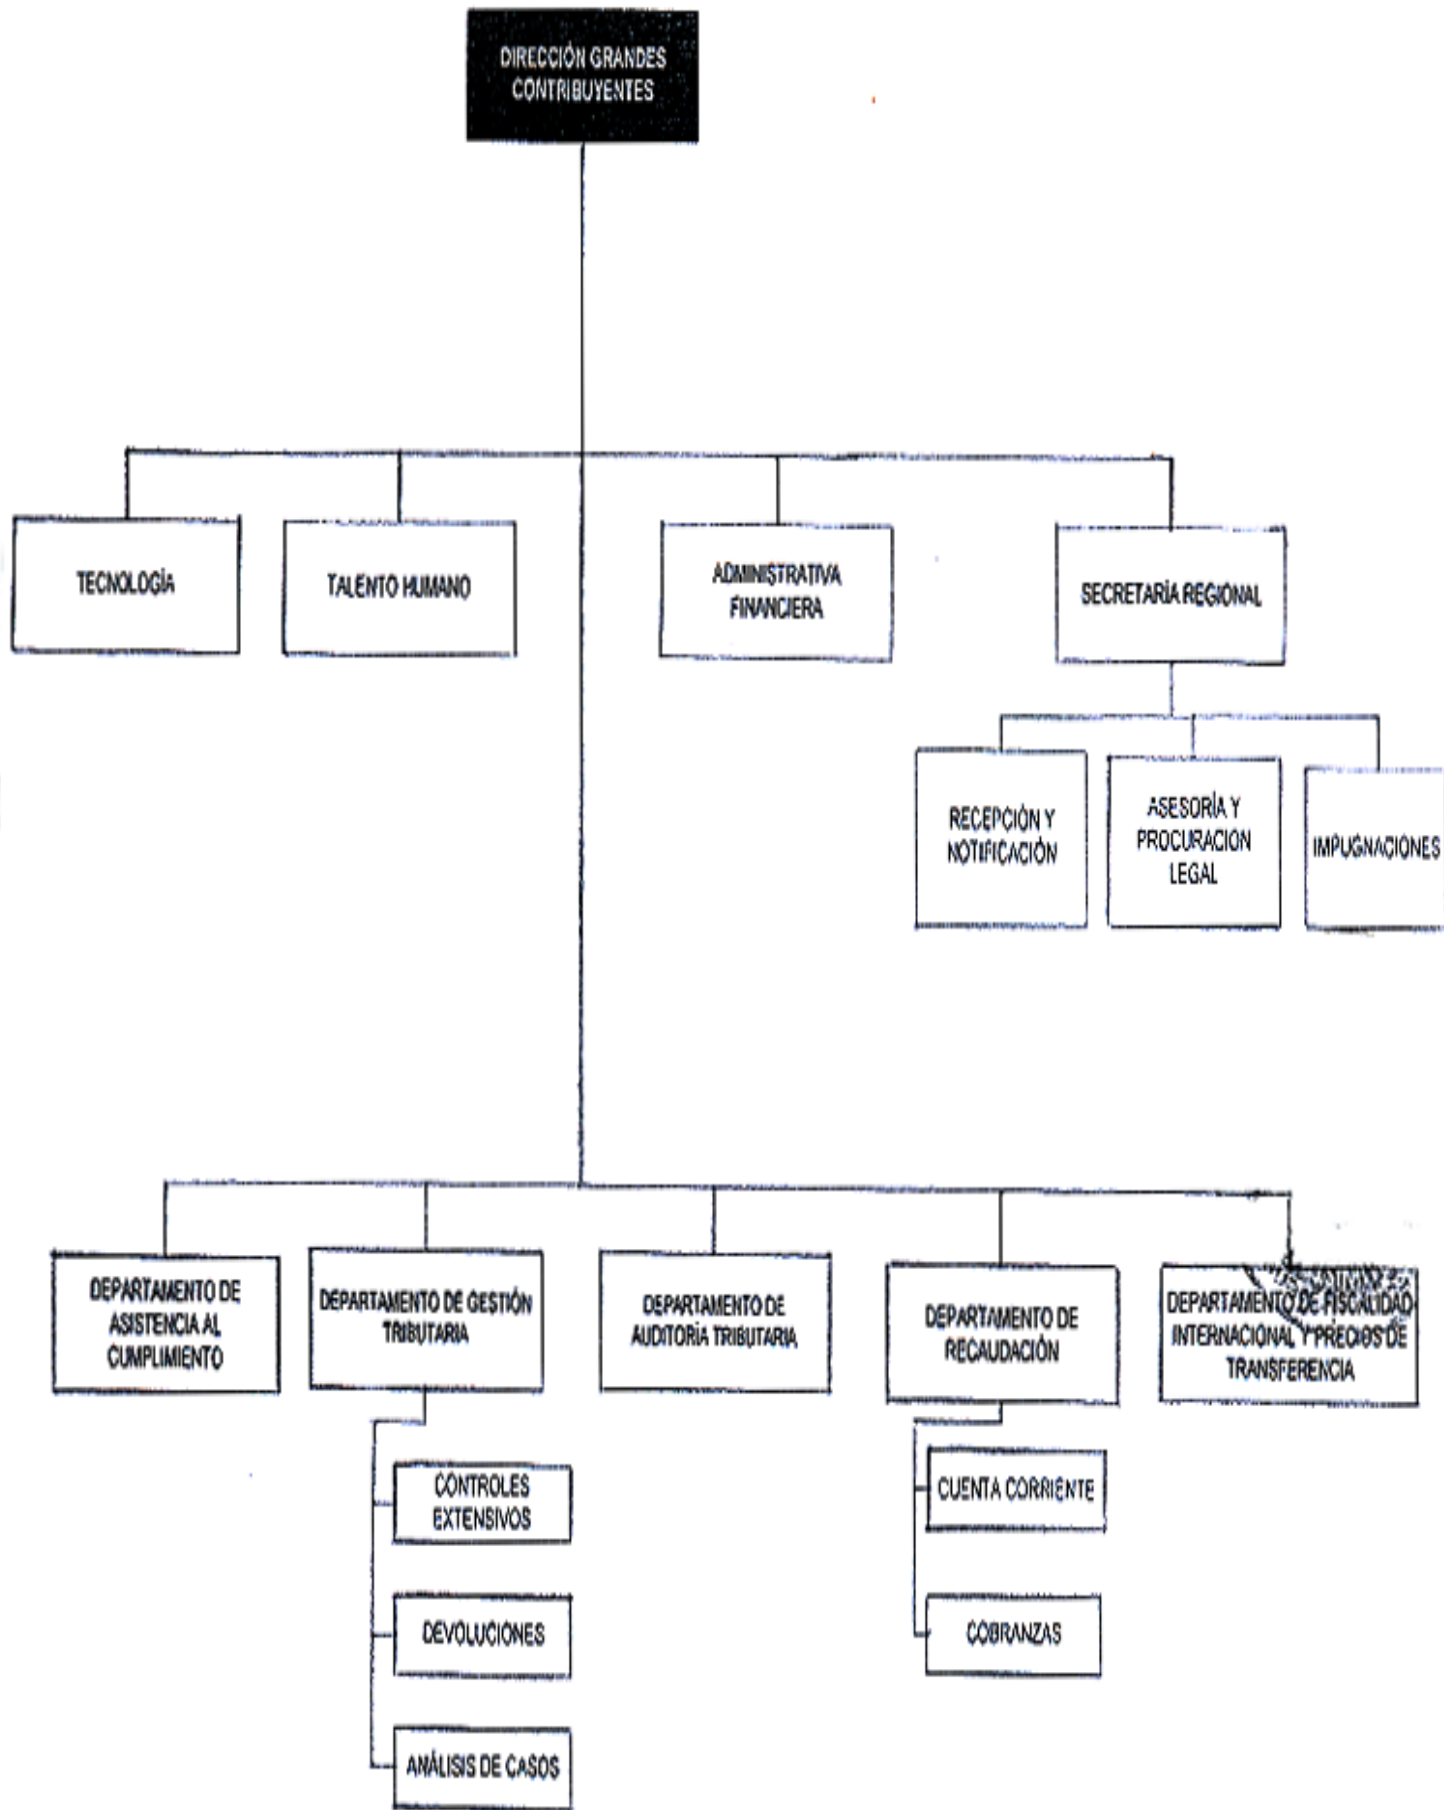 DIRECCIÓN GRANDES
CONTRIBUYENTES
TECNOLOGÍA
TALENTO HUMANO
ADMINISTRATIVA
FINANCIERA
SECRETARÍA REGIONAL
RECEPCIÓN Y
NOTIFICACIÓN
ASESORÍA Y
PROCURACION
LEGAL
IMPUGNACIONES
DEPARTAMENTO DE
ASISTENCIA AL
CUMPLIMIENTO
DEPARTAMENTO DE GESTIÓN
TRIBUTARIA
DEPARTAMENTO DE
AUDITORÍA TRIBUTARIA
DEPARTAMENTO DE
RECAUDACIÓN
DEPARTAMENTO DE FISCALIDAD
INTERNACIONAL Y PRECIOS DE
TRANSFERENCIA
CONTROLES
EXTENSIVOS
DEVOLUCIONES
ANÁLISIS DE CASOS
CUENTA CORRIENTE
COBRANZAS